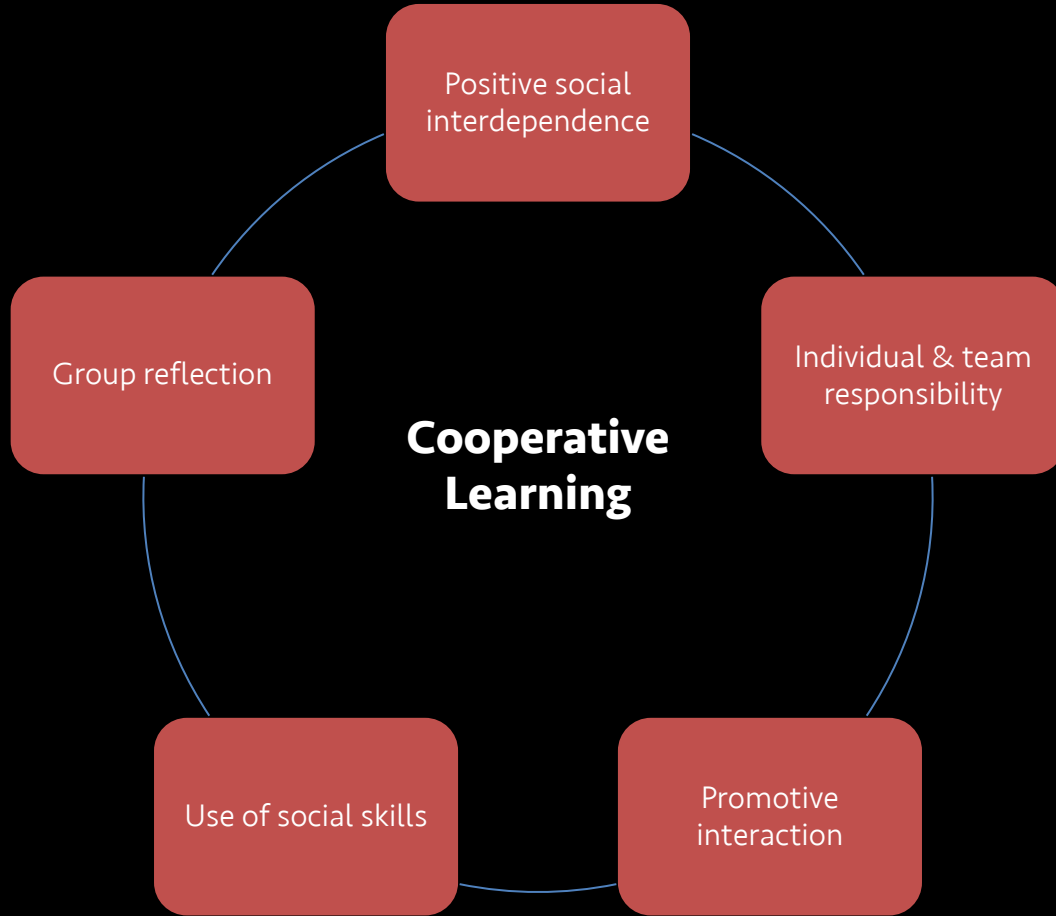 Positive social
interdependence
Individual & team
responsibility
Group reflection
Cooperative
Learning
Use of social skills
Promotive
interaction